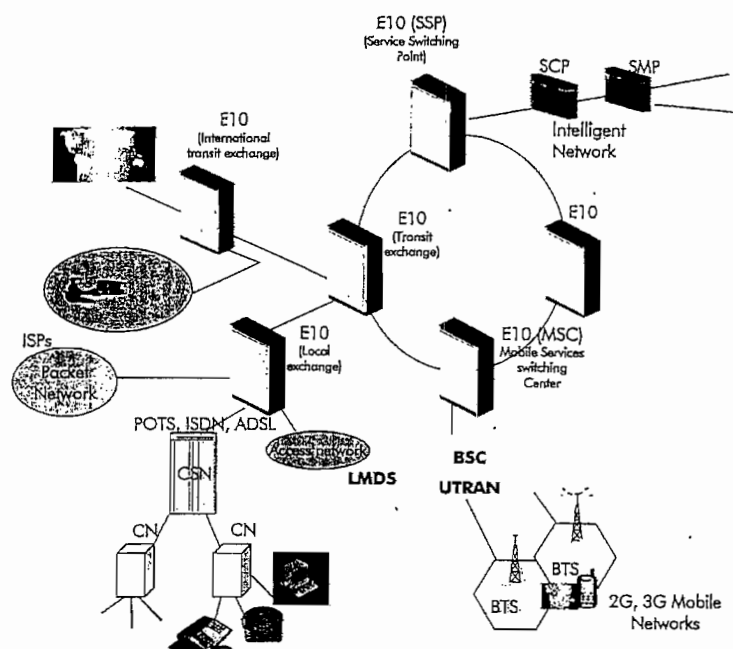 E10 (SSP)
(Service Switching
Point)
SCP
SMP
Intelligent
Network
E10
(International
transit exchange)
E10
(Transit
exchange)
E10
E10
(Local
exchange)
E10 (MSC)
Mobile Services
switching
Center
ISPs
Packet
Network
POTS, ISDN, ADSL
Access network
LMDS
BSC
UTRAN
CSN
CN
CN
BTS
BTS
2G, 3G Mobile
Networks